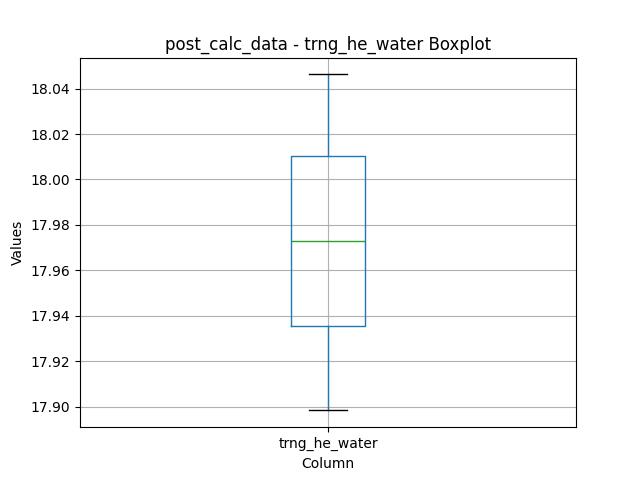 post_calc_data - trng_he_water Boxplot
18.04
18.02
18.00
17.98
17.96
17.94
17.92
17.90
Values
trng_he_water
Column